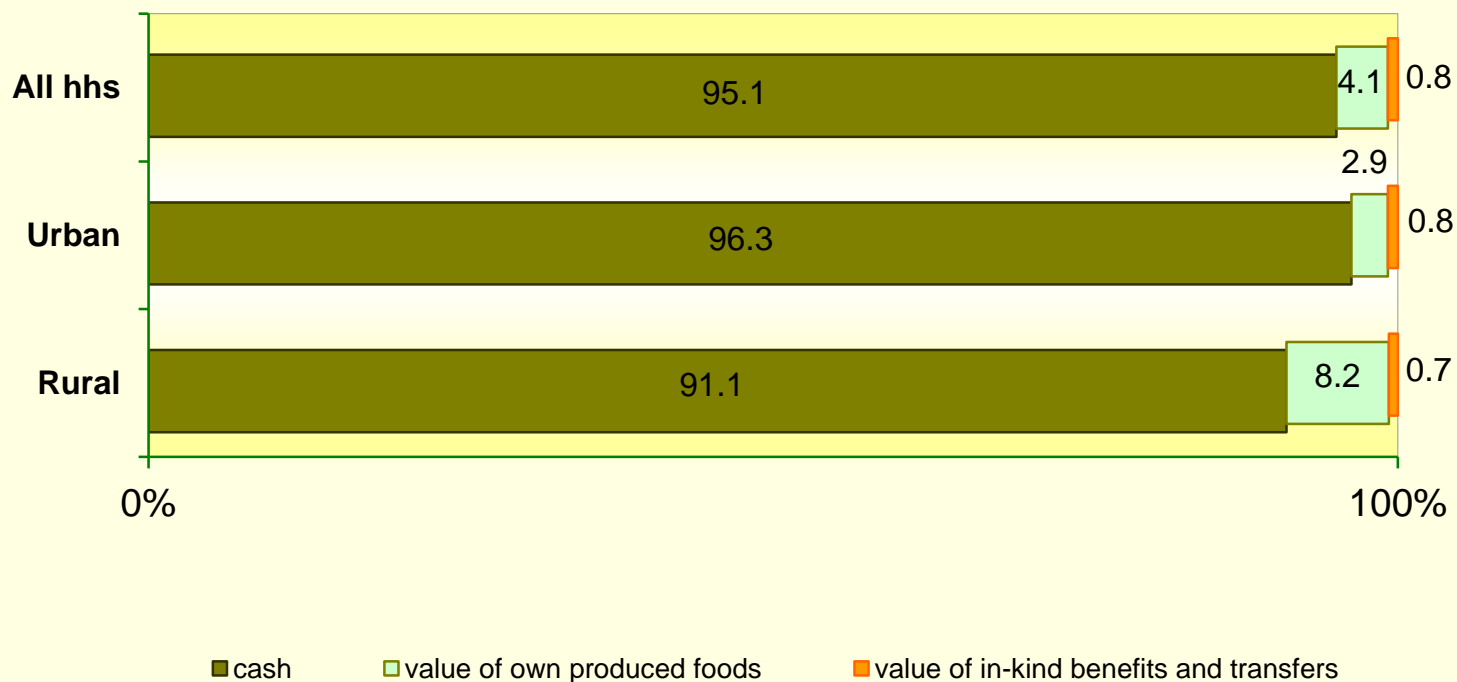 All hhs
95.1
4.1
0.8
2.9
Urban
96.3
0.8
Rural
91.1
8.2
0.7
0%
100%
cash
value of own produced foods
value of in-kind benefits and transfers